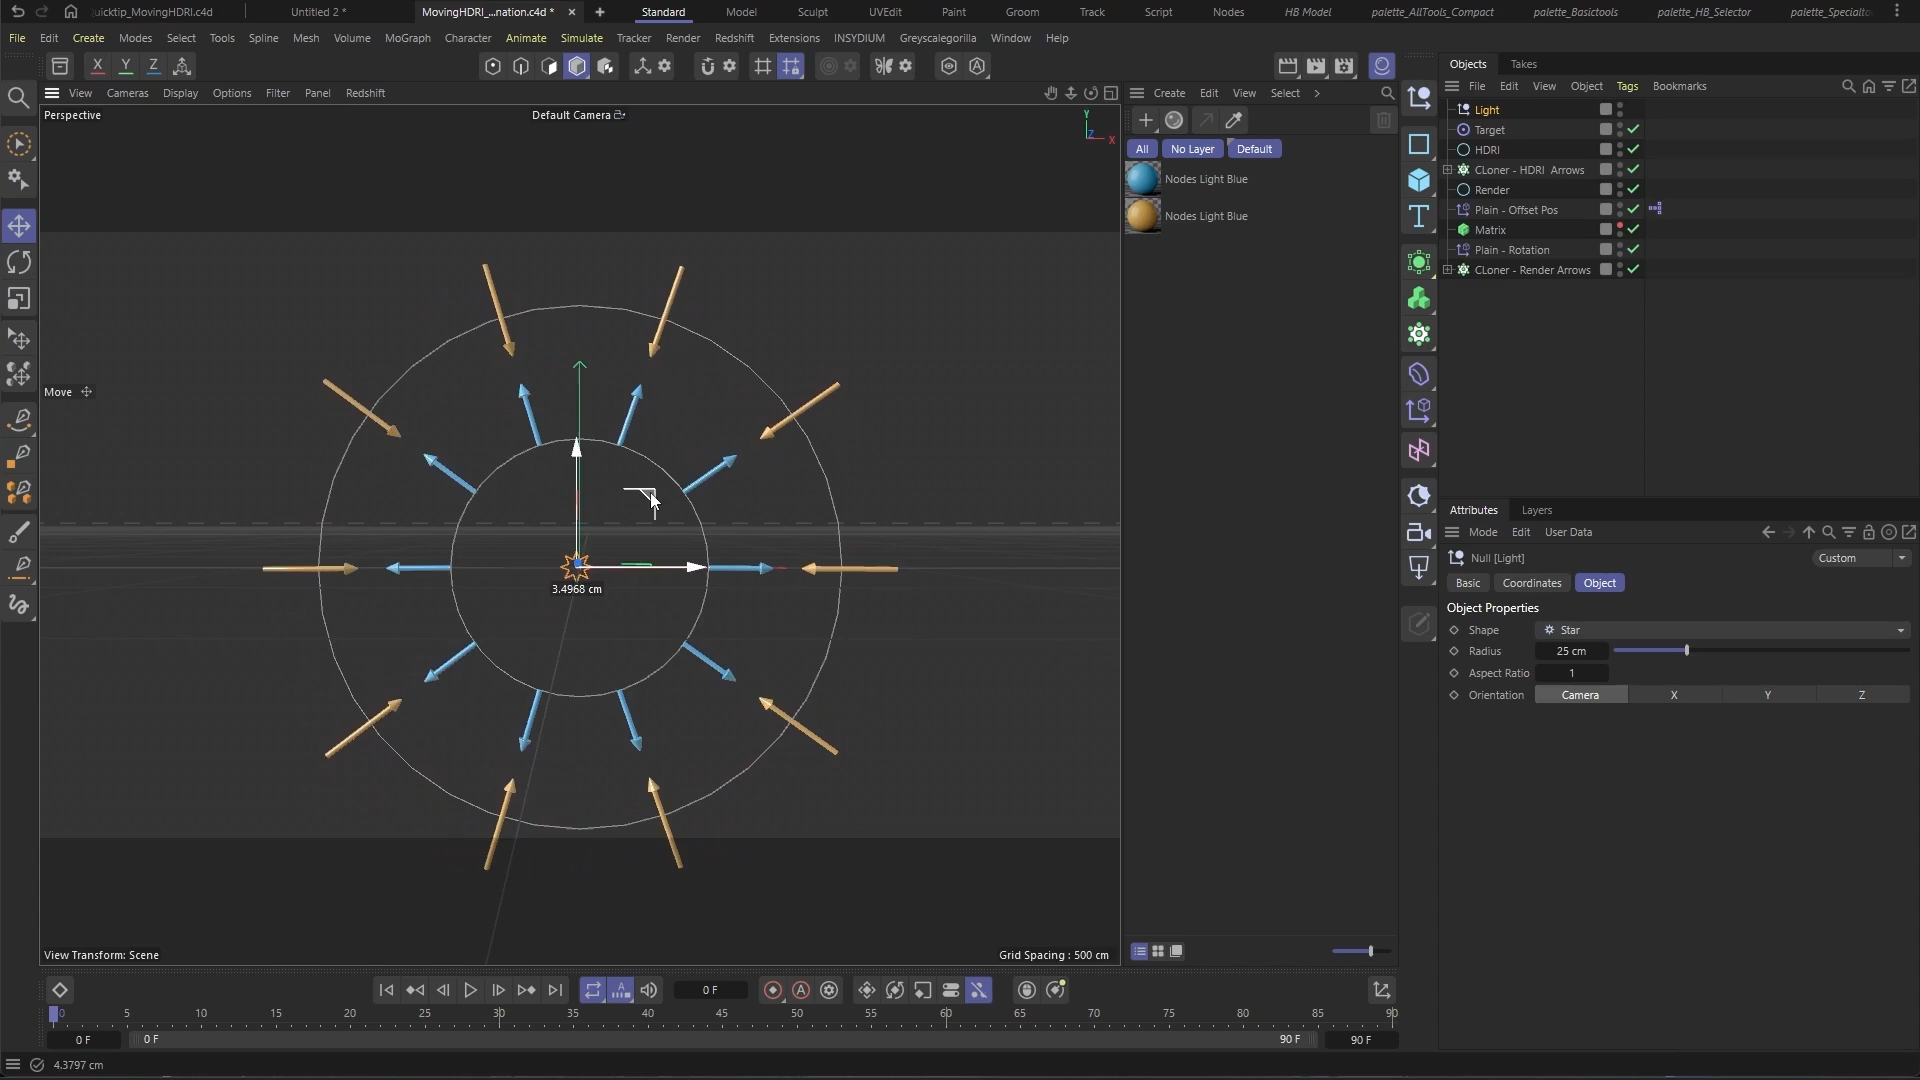 uicktip_MovingHDRI.c4d
Untitled 2 *
MovingHDRI_...nation.c4d *
Standard
Model
Sculpt
UVEdit
Paint
Groom
Track
Script
Nodes
HB Model
palette_AllTools_Compact
palette_Basictools
palette_HB_Selector
palette_Specialto
File Edit Create Modes Select Tools Spline Mesh Volume MoGraph Character Animate Simulate Tracker Render Redshift Extensions INSYDIUM Greyscalegorilla Window Help
X Y Z
View Cameras Display Options Filter Panel Redshift
Perspective
Default Camera
Y
Z
X
Move
3.4968 cm
View Transform: Scene
Grid Spacing : 500 cm
Create Edit View Select
All No Layer Default
Nodes Light Blue
Nodes Light Blue
Objects Takes
File Edit View Object Tags Bookmarks
Light
Target
HDRI
CLoner - HDRI Arrows
Render
Plain - Offset Pos
Matrix
Plain - Rotation
CLoner - Render Arrows
Attributes Layers
Mode Edit User Data
Null [Light]
Custom
Basic Coordinates Object
Object Properties
Shape Star
Radius 25 cm
Aspect Ratio 1
Orientation Camera X Y Z
0 F
0 5 10 15 20 25 30 35 40 45 50 55 60 65 70 75 80 85 90
0 F 0 F 90 F 90 F
4.3797 cm